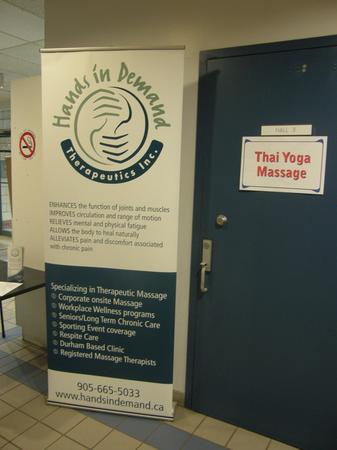 Hands in Demand
Therapeutics Inc.
ENHANCES the function of joints and muscles
IMPROVES circulation and range of motion
RELIEVES mental and physical fatigue
ALLOWS the body to heal naturally
ALLEVIATES pain and discomfort associated
with chronic pain
Specializing in Therapeutic Massage
Corporate onsite Massage
Workplace Wellness programs
Seniors/Long Term Chronic Care
Sporting Event coverage
Respite Care
Durham Based Clinic
Registered Massage Therapists
905-665-5033
www.handsindemand.ca
HALL
Thai Yoga
Massage